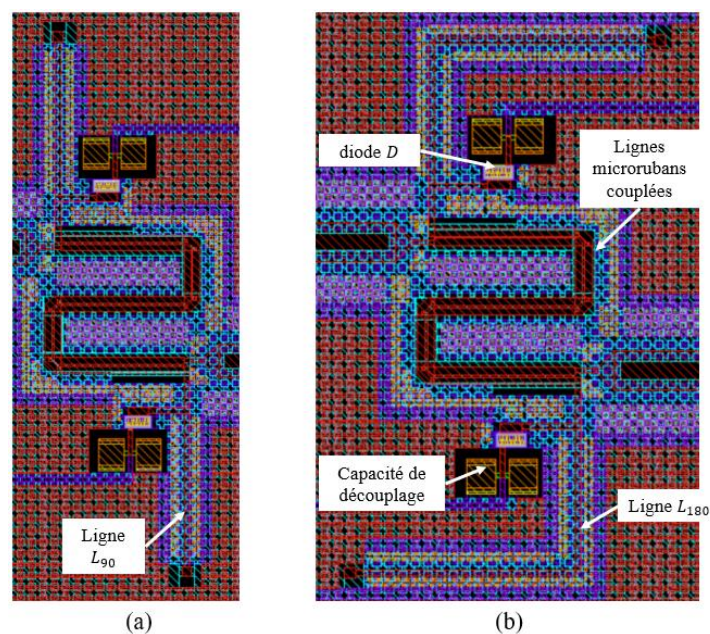 diode D
Lignes
microrubans
couplées
Capacité de
découplage
Ligne
L90
Ligne L180
(a)
(b)